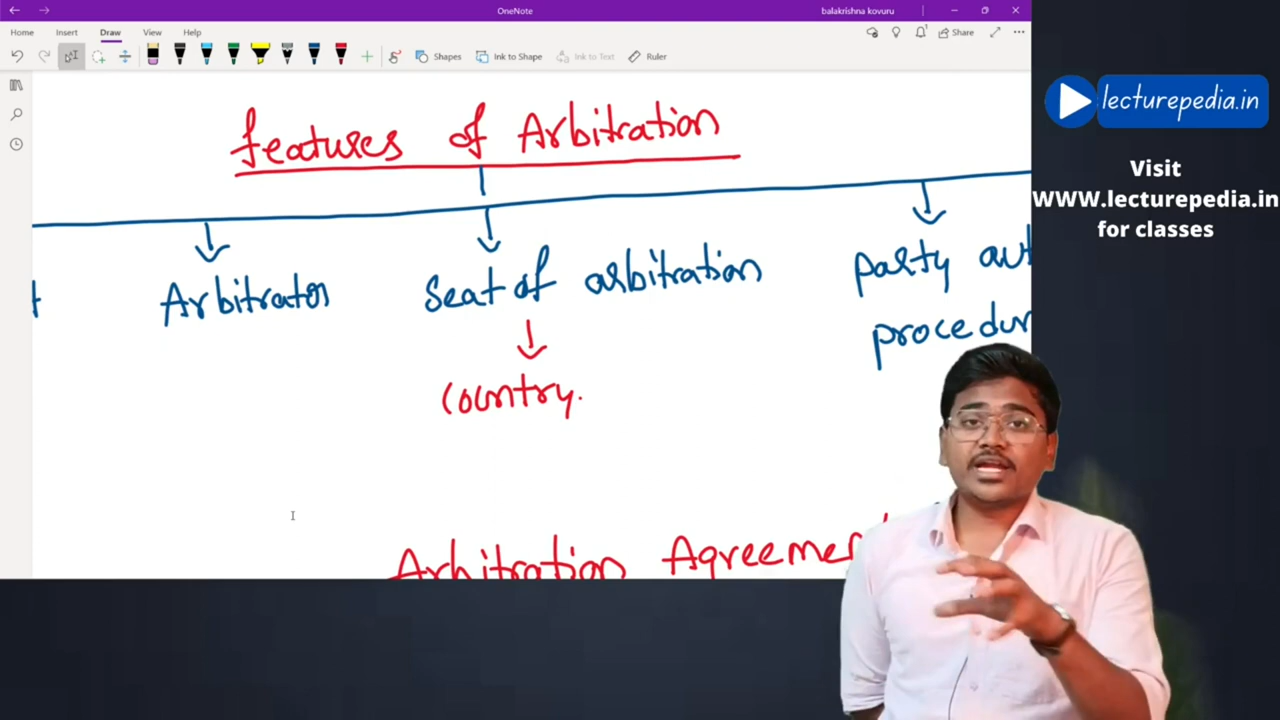 OneNote
balakrishna kovuru
Home Insert Draw View Help
Share
Shapes Ink to Shape Ink to Text Ruler
features of Arbitration
Arbitrator
Seat of arbitration
party aut
procedur
Country.
Arbitration Agreemen
lecturepedia.in
Visit
WWW.lecturepedia.in
for classes